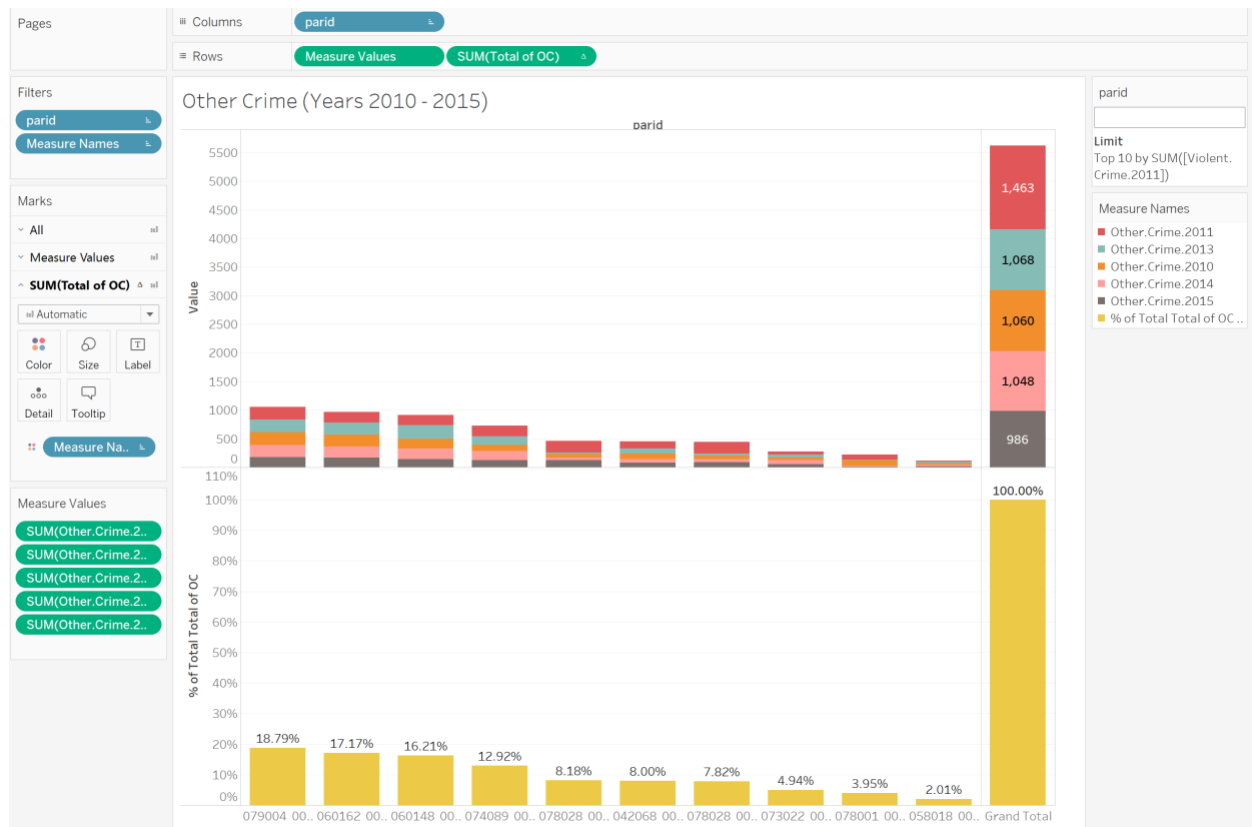 Pages
Columns
parid
Rows
Measure Values
SUM(Total of OC)
Filters
parid
Measure Names
Marks
All
Measure Values
SUM(Total of OC)
Automatic
Color
Size
Label
Detail
Tooltip
Measure Na..
Measure Values
SUM(Other.Crime.2..
SUM(Other.Crime.2..
SUM(Other.Crime.2..
SUM(Other.Crime.2..
SUM(Other.Crime.2..
Other Crime (Years 2010 - 2015)
parid
Value
5500
5000
4500
4000
3500
3000
2500
2000
1500
1000
500
0
1,463
1,068
1,060
1,048
986
% of Total Total of OC
110%
100%
90%
80%
70%
60%
50%
40%
30%
20%
10%
0%
18.79%
17.17%
16.21%
12.92%
8.18%
8.00%
7.82%
4.94%
3.95%
2.01%
100.00%
079004 00.. 060162 00.. 060148 00.. 074089 00.. 078028 00.. 042068 00.. 078028 00.. 073022 00.. 078001 00.. 058018 00.. Grand Total
parid
Limit
Top 10 by SUM([Violent.
Crime.2011])
Measure Names
Other.Crime.2011
Other.Crime.2013
Other.Crime.2010
Other.Crime.2014
Other.Crime.2015
% of Total Total of OC ..